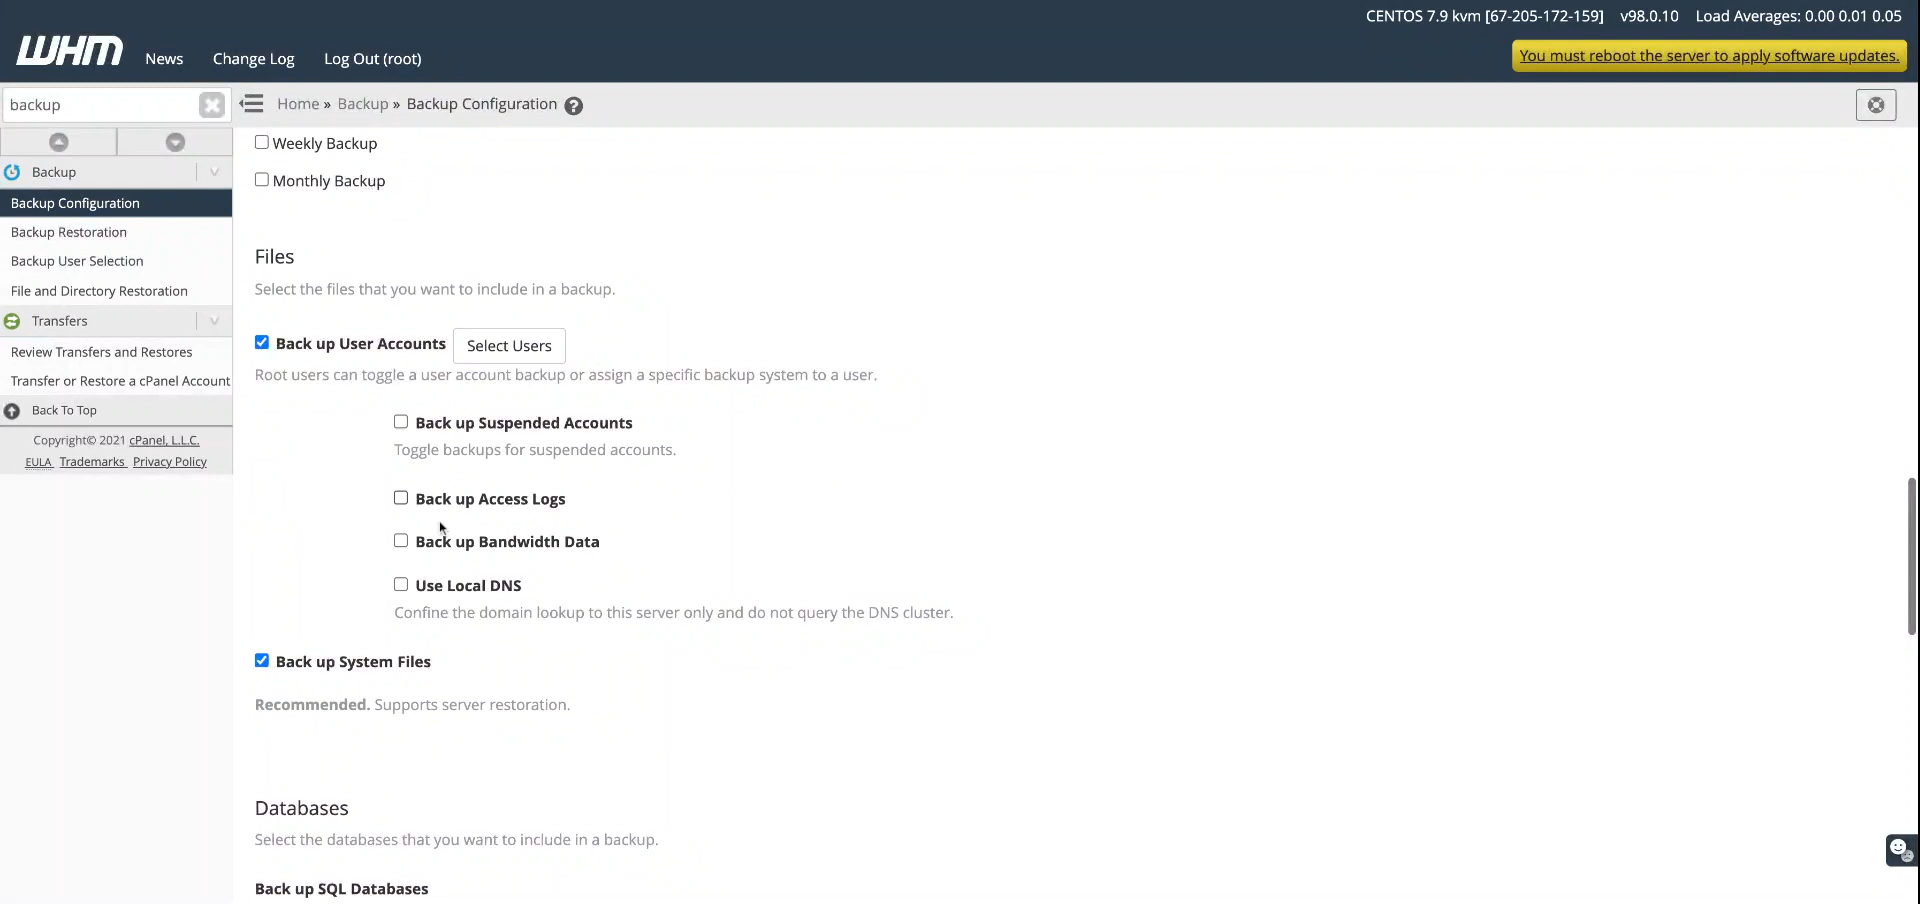 CENTOS 7.9 kvm [67-205-172-159] v98.0.10 Load Averages: 0.00 0.01 0.05
WHM News Change Log Log Out (root)
You must reboot the server to apply software updates.
backup
Home » Backup » Backup Configuration
Backup
Backup Configuration
Backup Restoration
Backup User Selection
File and Directory Restoration
Transfers
Review Transfers and Restores
Transfer or Restore a cPanel Account
Back To Top
Copyright© 2021 cPanel, L.L.C.
EULA Trademarks Privacy Policy
Weekly Backup
Monthly Backup
Files
Select the files that you want to include in a backup.
Back up User Accounts Select Users
Root users can toggle a user account backup or assign a specific backup system to a user.
Back up Suspended Accounts
Toggle backups for suspended accounts.
Back up Access Logs
Back up Bandwidth Data
Use Local DNS
Confine the domain lookup to this server only and do not query the DNS cluster.
Back up System Files
Recommended. Supports server restoration.
Databases
Select the databases that you want to include in a backup.
Back up SQL Databases